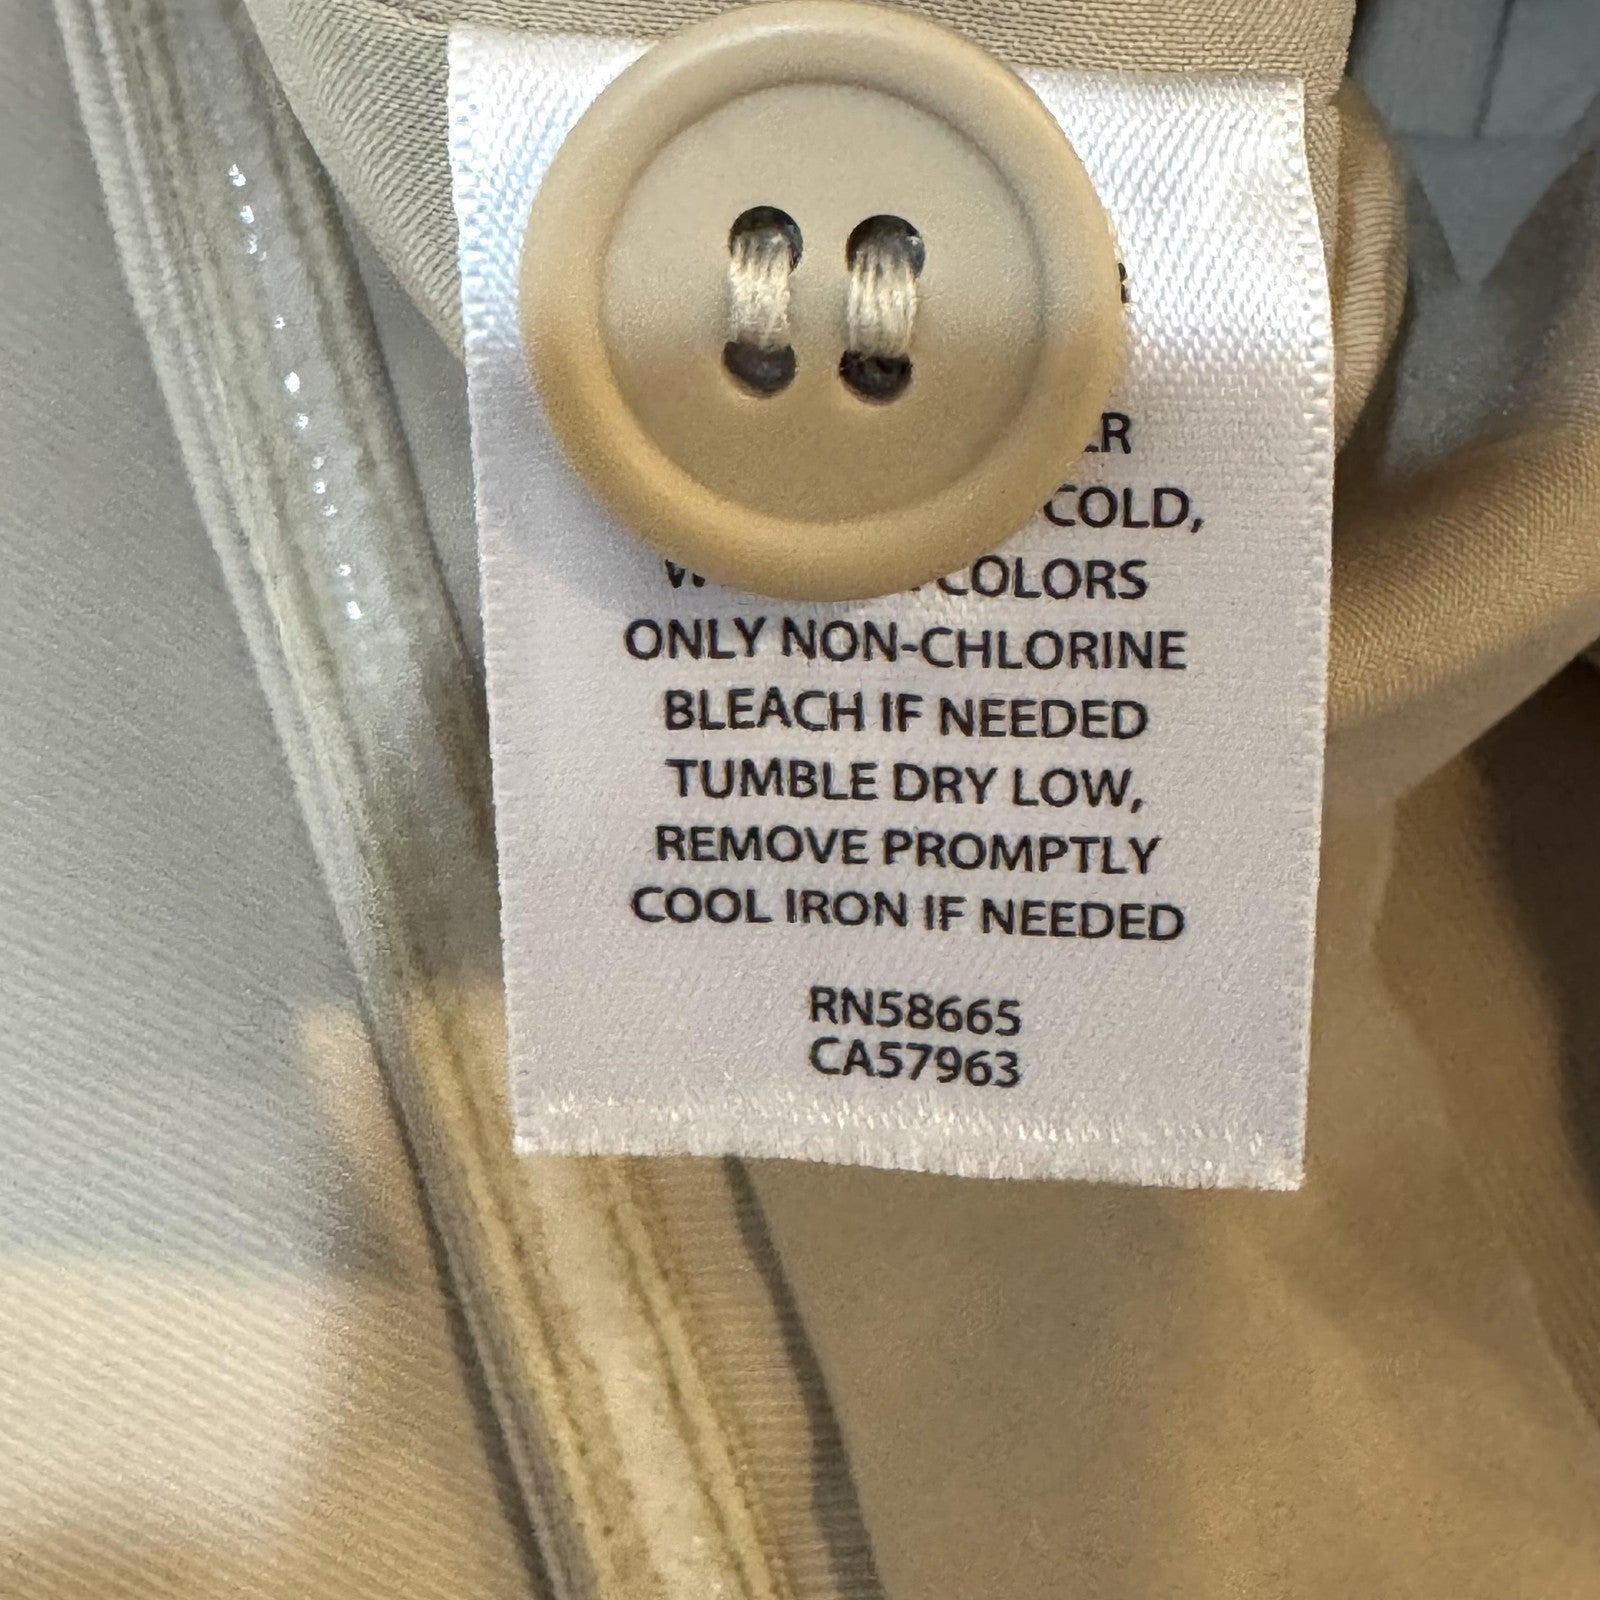 COLD,
COLORS
ONLY NON-CHLORINE
BLEACH IF NEEDED
TUMBLE DRY LOW,
REMOVE PROMPTLY
COOL IRON IF NEEDED
RN58665
CA57963